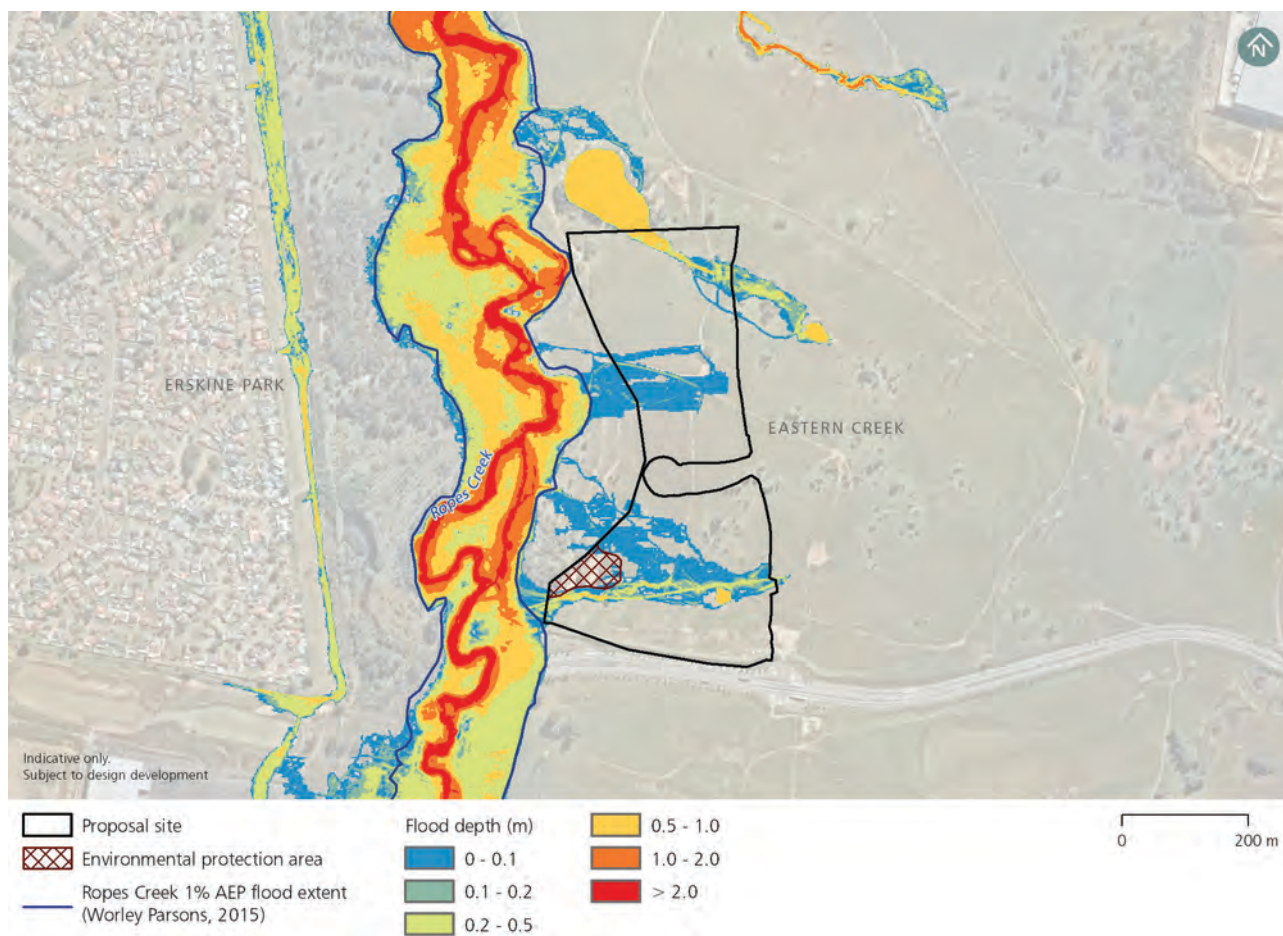 N
ERSKINE PARK
EASTERN CREEK
Ropes Creek
Indicative only.
Subject to design development
Proposal site
Environmental protection area
Ropes Creek 1% AEP flood extent
(Worley Parsons, 2015)
Flood depth (m)
0 - 0.1
0.1 - 0.2
0.2 - 0.5
0.5 - 1.0
1.0 - 2.0
> 2.0
0 200 m